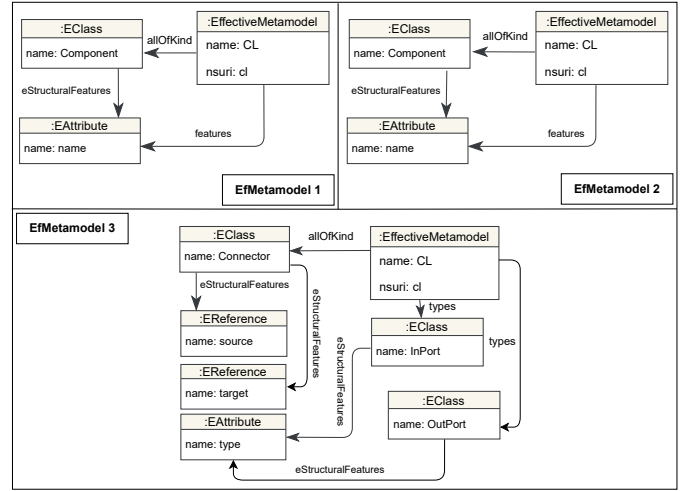 :EClass
name: Component
allOfKind
:EffectiveMetamodel
name: CL
nsuri: cl
eStructuralFeatures
:EAttribute
name: name
features
EfMetamodel 1
:EClass
name: Component
allOfKind
:EffectiveMetamodel
name: CL
nsuri: cl
eStructuralFeatures
:EAttribute
name: name
features
EfMetamodel 2
EfMetamodel 3
:EClass
name: Connector
allOfKind
:EffectiveMetamodel
name: CL
nsuri: cl
eStructuralFeatures
eStructuralFeatures
types
types
:EReference
name: source
:EClass
name: InPort
eStructuralFeatures
:EReference
name: target
:EClass
name: OutPort
:EAttribute
name: type
eStructuralFeatures